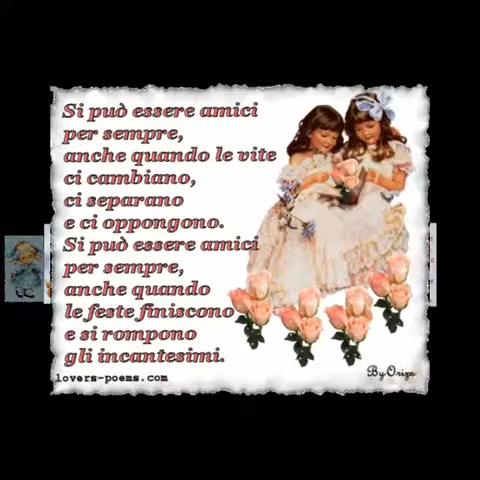 Si può essere amici
per sempre,
anche quando le vite
ci cambiano,
ci separano
e ci oppongono.
Si può essere amici
per sempre,
anche quando
le feste finiscono
e si rompono
gli incantesimi.
lovers-poems.com
By Oriza